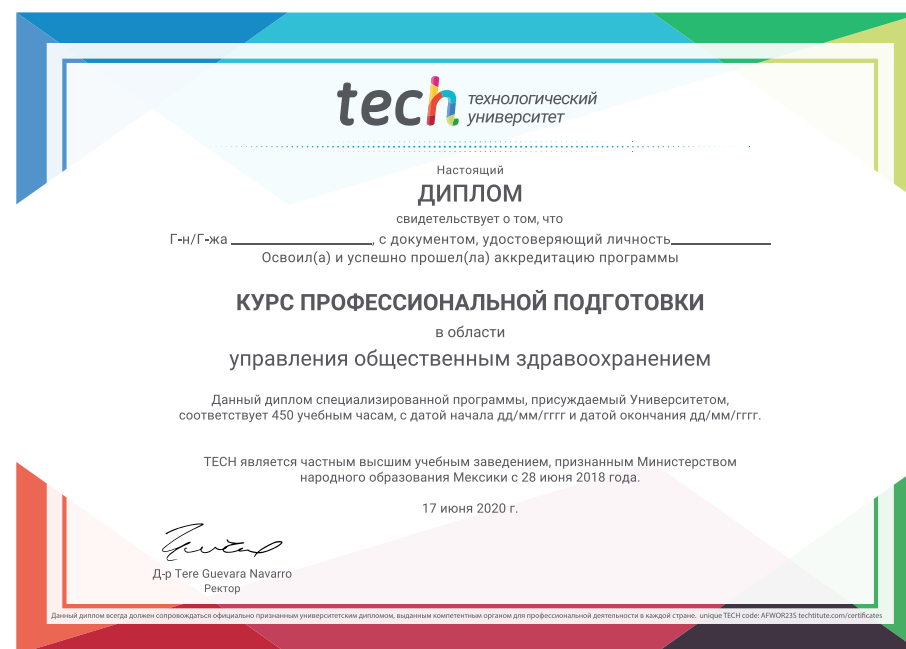 tech технологический
университет
Настоящий
ДИПЛОМ
свидетельствует о том, что
Г-н/Г-жа ____________________, с документом, удостоверяющий личность______________
Освоил(а) и успешно прошел(ла) аккредитацию программы
КУРС ПРОФЕССИОНАЛЬНОЙ ПОДГОТОВКИ
в области
управления общественным здравоохранением
Данный диплом специализированной программы, присуждаемый Университетом,
соответствует 450 учебным часам, с датой начала дд/мм/гггг и датой окончания дд/мм/гггг.
TECH является частным высшим учебным заведением, признанным Министерством
народного образования Мексики с 28 июня 2018 года.
17 июня 2020 г.
Д-р Tere Guevara Navarro
Ректор
Данный диплом всегда должен сопровождаться официально признанным университетским дипломом, выданным компетентным органом для профессиональной деятельности в каждой стране. unique TECH code: AFWOR23S techtitute.com/certificates